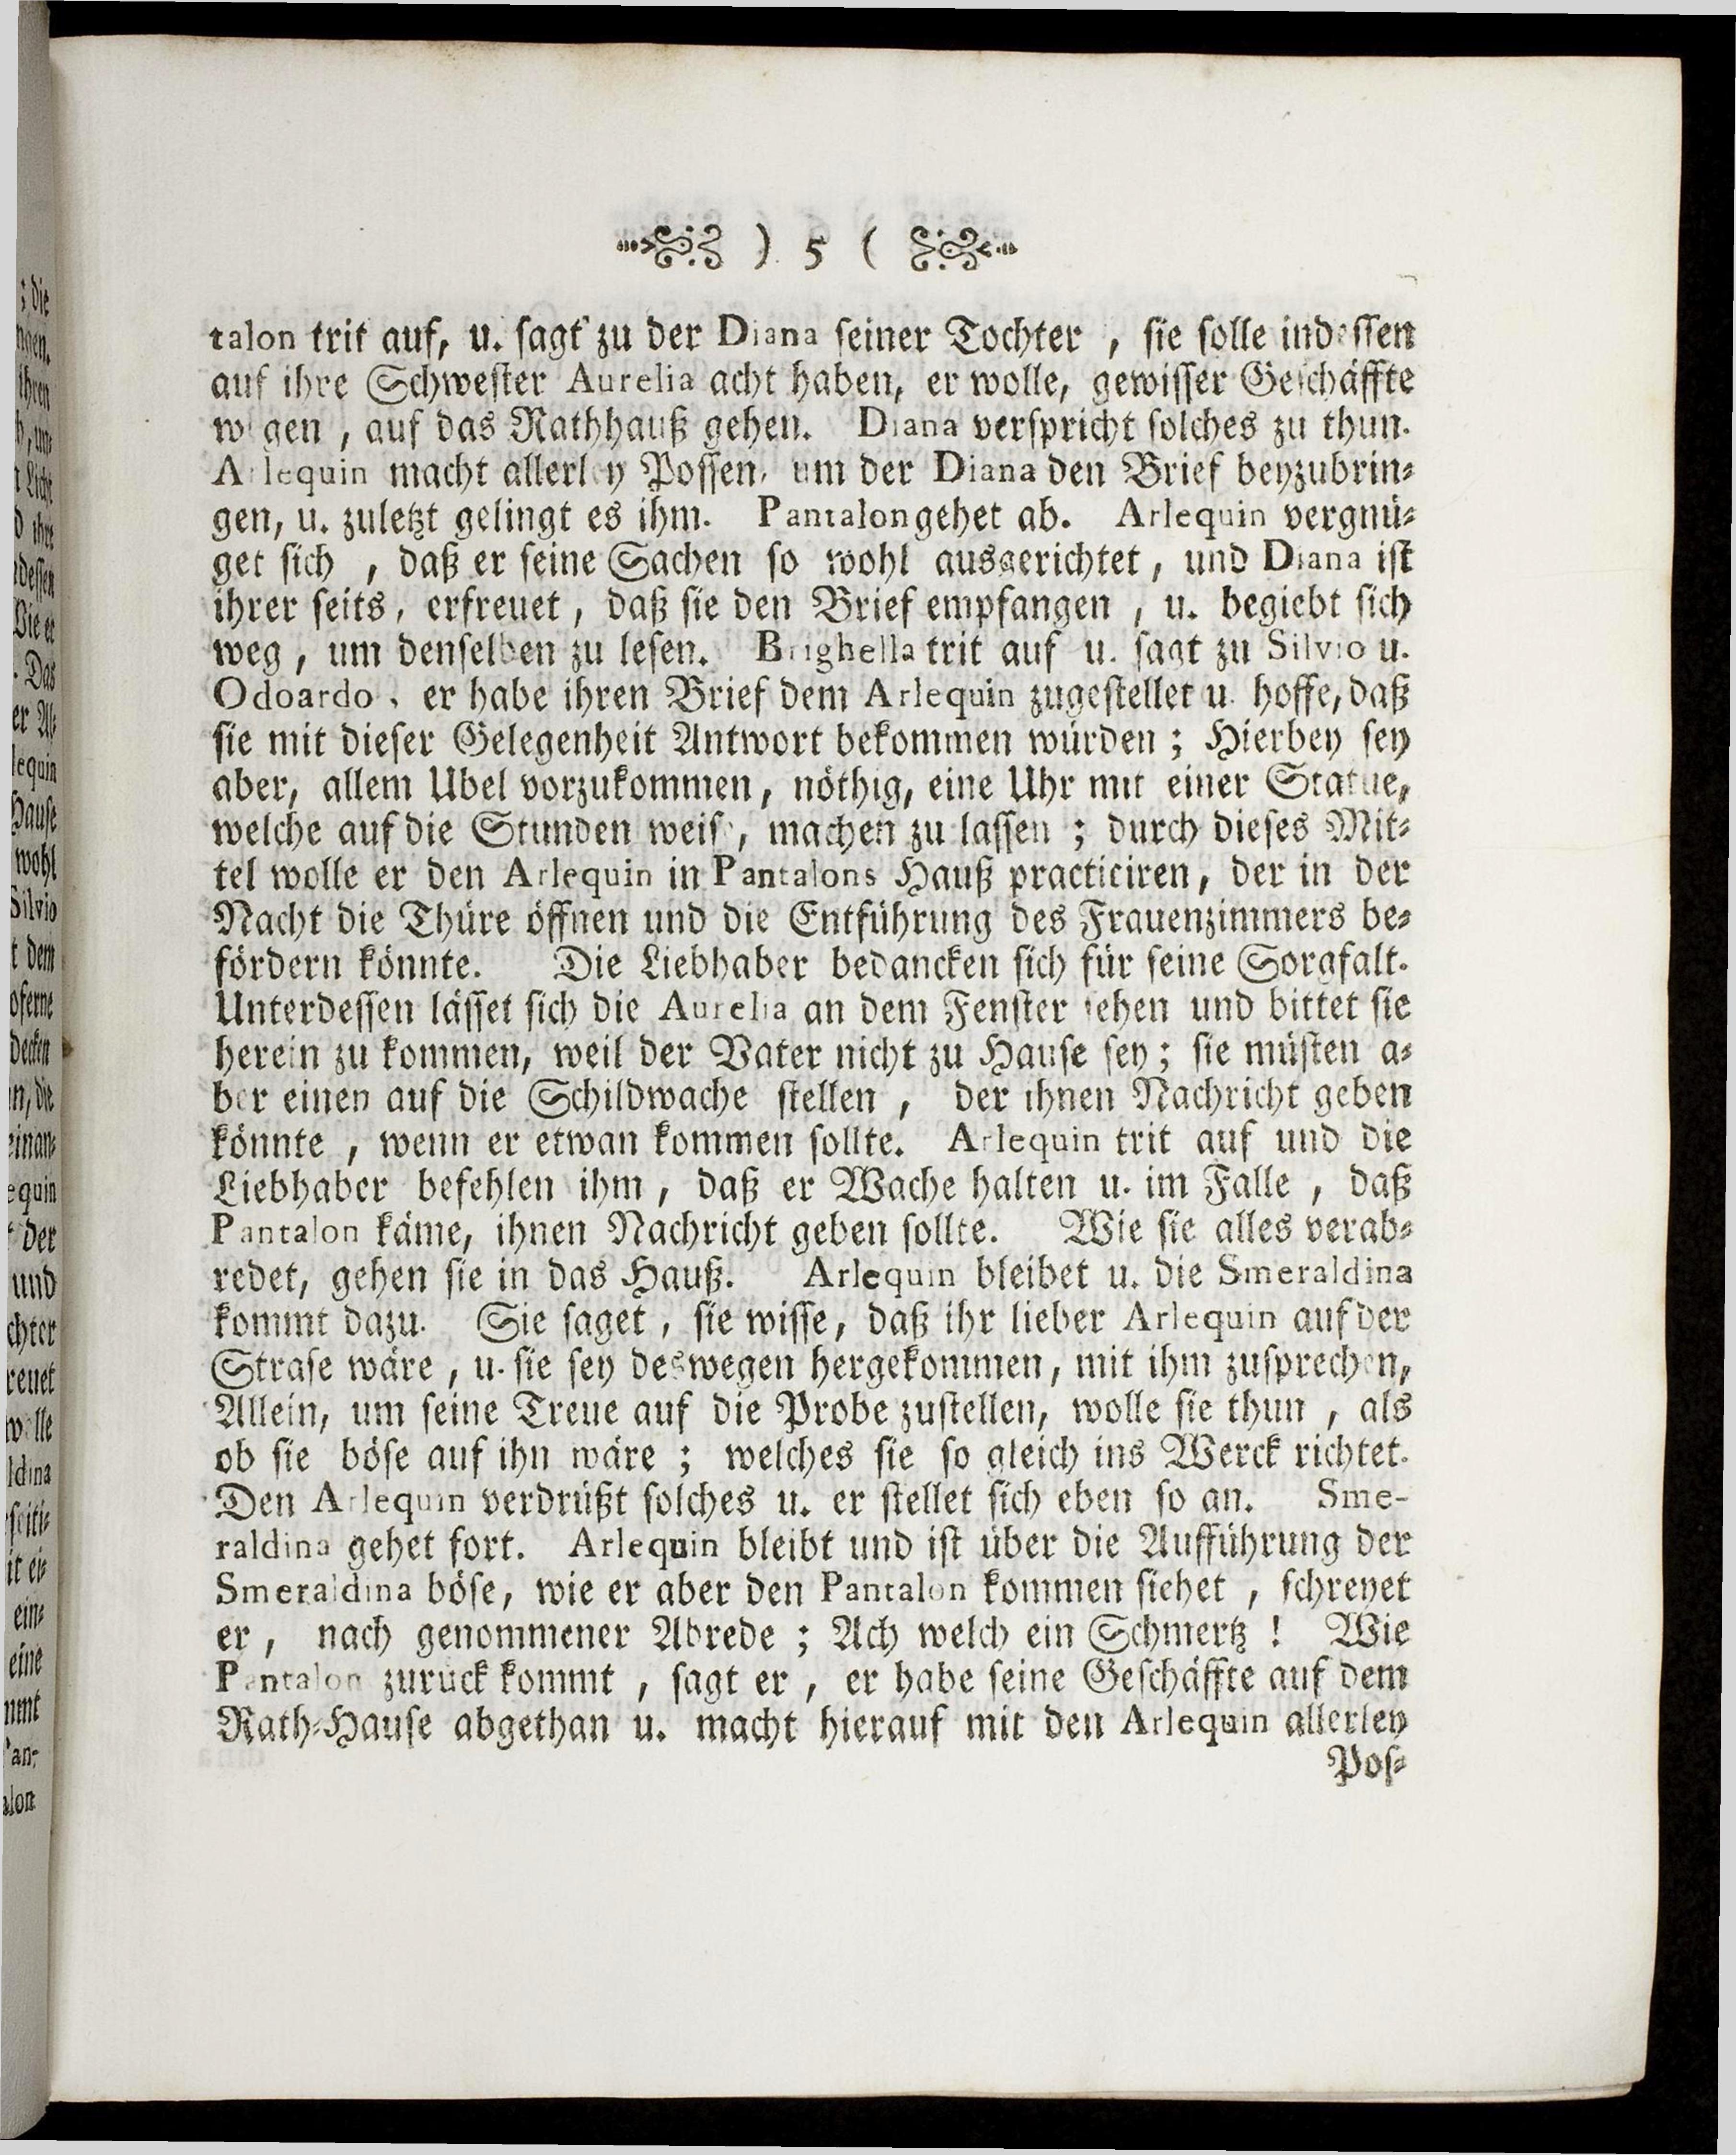 ) 5 (
talon trit auf, u. sagt zu der Diana seiner Tochter , sie solle indessen
auf ihre Schwester Aurelia acht haben, er wolle, gewisser Geschäffte
wegen , auf das Rathhauß gehen. Diana verspricht solches zu thun.
Arlequin macht allerley Possen, um der Diana den Brief beyzubrin-
gen, u. zuletzt gelingt es ihm. Pantalon gehet ab. Arlequin vergnü-
get sich , daß er seine Sachen so wohl ausgerichtet, und Diana ist
ihrer seits, erfreuet, daß sie den Brief empfangen , u. begiebt sich
weg, um denselben zu lesen. Brighella trit auf u. sagt zu Silvio u.
Odoardo, er habe ihren Brief dem Arlequin zugestellet u. hoffe, daß
sie mit dieser Gelegenheit Antwort bekommen würden ; Hierbey sey
aber, allem Ubel vorzukommen, nöthig, eine Uhr mit einer Statue,
welche auf die Stunden weise, machen zu lassen ; durch dieses Mit-
tel wolle er den Arlequin in Pantalons Hauß practiciren, der in der
Nacht die Thüre öffnen und die Entführung des Frauenzimmers be-
fördern könnte. Die Liebhaber bedancken sich für seine Sorgfalt.
Unterdessen lässet sich die Aurelia an dem Fenster sehen und bittet sie
herein zu kommen, weil der Vater nicht zu Hause sey; sie müsten a-
ber einen auf die Schildwache stellen , der ihnen Nachricht geben
könnte , wenn er etwan kommen sollte. Arlequin trit auf und die
Liebhaber befehlen ihm, daß er Wache halten u. im Falle , daß
Pantalon käme, ihnen Nachricht geben sollte. Wie sie alles verab-
redet, gehen sie in das Hauß. Arlequin bleibet u. die Smeraldina
kommt dazu. Sie saget, sie wisse, daß ihr lieber Arlequin auf der
Strase wäre , u. sie sey deswegen hergekommen, mit ihm zusprechen,
Allein, um seine Treue auf die Probe zustellen, wolle sie thun , als
ob sie böse auf ihn wäre ; welches sie so gleich ins Werck richtet.
Den Arlequin verdrüßt solches u. er stellet sich eben so an. Sme-
raldina gehet fort. Arlequin bleibt und ist über die Aufführung der
Smeraldina böse, wie er aber den Pantalon kommen siehet , schreyet
er, nach genommener Abrede ; Ach welch ein Schmertz ! Wie
Pantalon zurück kommt , sagt er , er habe seine Geschäffte auf dem
Rath-Hause abgethan u. macht hierauf mit den Arlequin allerley
Pos-